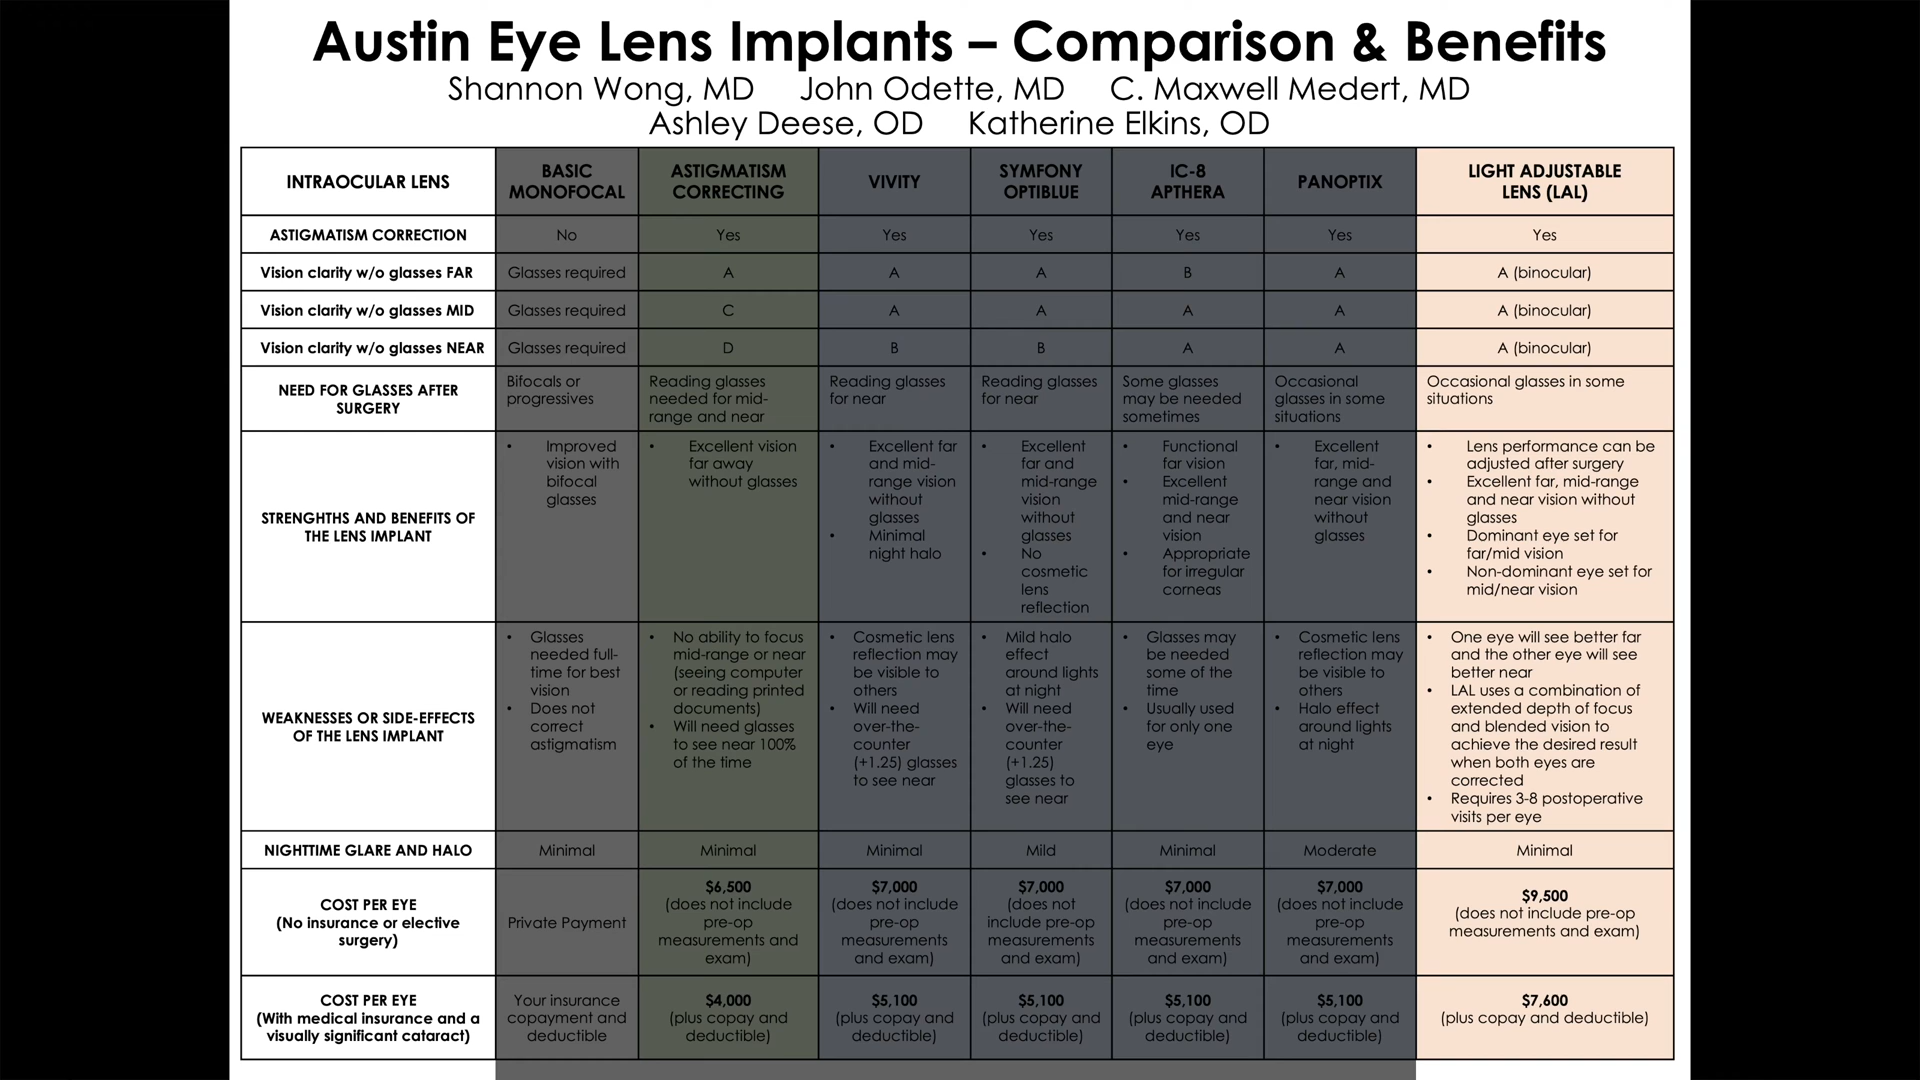 Austin Eye Lens Implants – Comparison & Benefits
Shannon Wong, MD John Odette, MD C. Maxwell Medert, MD
Ashley Deese, OD Katherine Elkins, OD
INTRAOCULAR LENS
BASIC
MONOFOCAL
ASTIGMATISM
CORRECTING
VIVITY
SYMFONY
OPTIBLUE
IC-8
APTHERA
PANOPTIX
LIGHT ADJUSTABLE
LENS (LAL)
ASTIGMATISM CORRECTION
No
Yes
Yes
Yes
Yes
Yes
Yes
Vision clarity w/o glasses FAR
Glasses required
A
A
A
B
A
A (binocular)
Vision clarity w/o glasses MID
Glasses required
C
A
A
A
A
A (binocular)
Vision clarity w/o glasses NEAR
Glasses required
D
B
B
A
A
A (binocular)
NEED FOR GLASSES AFTER
SURGERY
Bifocals or
progressives
Reading glasses
needed for mid-
range and near
Reading glasses
for near
Reading glasses
for near
Some glasses
may be needed
sometimes
Occasional
glasses in some
situations
Occasional glasses in some
situations
STRENGHTHS AND BENEFITS OF
THE LENS IMPLANT
• Improved
vision with
bifocal
glasses
• Excellent vision
far away
without glasses
• Excellent far
and mid-
range vision
without
glasses
• Minimal
night halo
• Excellent
far and
mid-range
vision
without
glasses
• No
cosmetic
lens
reflection
• Functional
far vision
• Excellent
mid-range
and near
vision
• Appropriate
for irregular
corneas
• Excellent
far, mid-
range and
near vision
without
glasses
• Lens performance can be
adjusted after surgery
• Excellent far, mid-range
and near vision without
glasses
• Dominant eye set for
far/mid vision
• Non-dominant eye set for
mid/near vision
WEAKNESSES OR SIDE-EFFECTS
OF THE LENS IMPLANT
• Glasses
needed full-
time for best
vision
• Does not
correct
astigmatism
• No ability to focus
mid-range or near
(seeing computer
or reading printed
documents)
• Will need glasses
to see near 100%
of the time
• Cosmetic lens
reflection may
be visible to
others
• Will need
over-the-
counter
(+1.25) glasses
to see near
• Mild halo
effect
around lights
at night
• Will need
over-the-
counter
(+1.25)
glasses to
see near
• Glasses may
be needed
some of the
time
• Usually used
for only one
eye
• Cosmetic lens
reflection may
be visible to
others
• Halo effect
around lights
at night
• One eye will see better far
and the other eye will see
better near
• LAL uses a combination of
extended depth of focus
and blended vision to
achieve the desired result
when both eyes are
corrected
• Requires 3-8 postoperative
visits per eye
NIGHTTIME GLARE AND HALO
Minimal
Minimal
Minimal
Mild
Minimal
Moderate
Minimal
COST PER EYE
(No insurance or elective
surgery)
Private Payment
$6,500
(does not include
pre-op
measurements and
exam)
$7,000
(does not include
pre-op
measurements
and exam)
$7,000
(does not
include pre-op
measurements
and exam)
$7,000
(does not include
pre-op
measurements
and exam)
$7,000
(does not include
pre-op
measurements
and exam)
$9,500
(does not include pre-op
measurements and exam)
COST PER EYE
(With medical insurance and a
visually significant cataract)
Your insurance
copayment and
deductible
$4,000
(plus copay and
deductible)
$5,100
(plus copay and
deductible)
$5,100
(plus copay and
deductible)
$5,100
(plus copay and
deductible)
$5,100
(plus copay and
deductible)
$7,600
(plus copay and deductible)